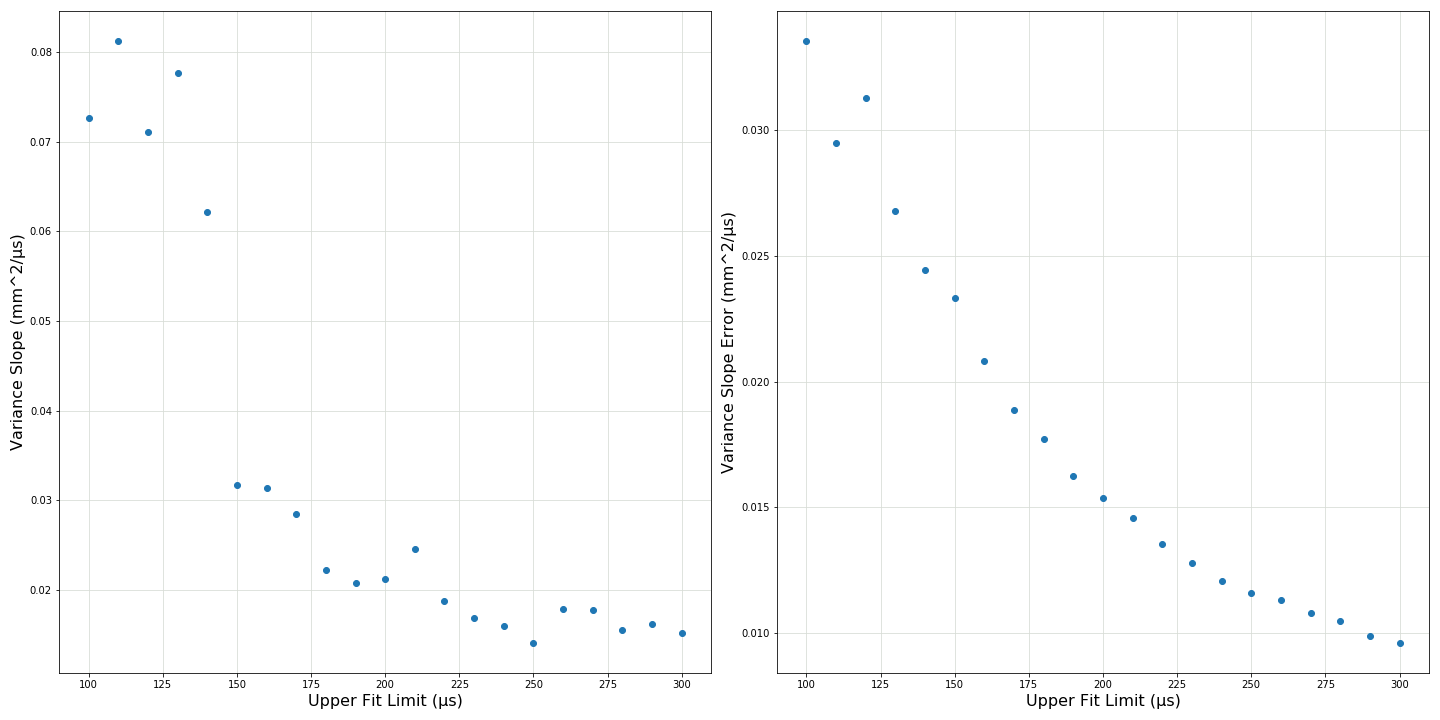 0.08
0.07
0.06
0.05
0.04
0.03
0.02
Variance Slope (mm^2/μs)
100 125 150 175 200 225 250 275 300
Upper Fit Limit (μs)
0.030
0.025
0.020
0.015
0.010
Variance Slope Error (mm^2/μs)
100 125 150 175 200 225 250 275 300
Upper Fit Limit (μs)